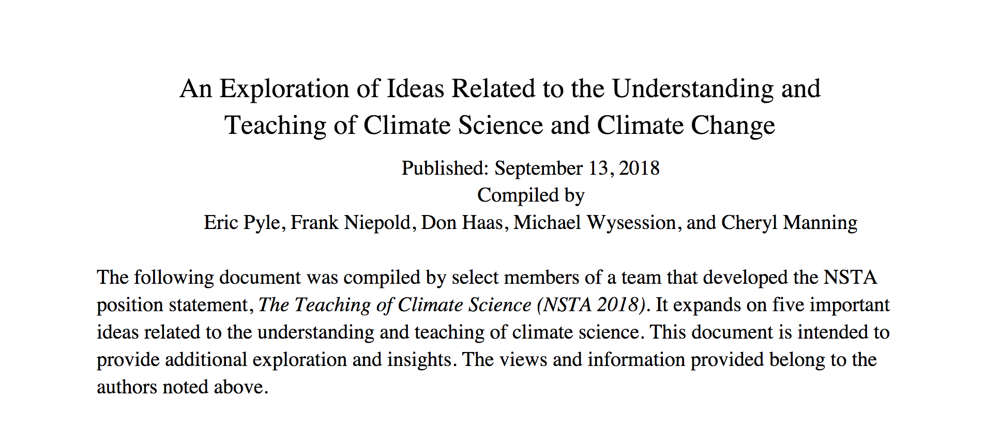 An Exploration of Ideas Related to the Understanding and
Teaching of Climate Science and Climate Change
Published: September 13, 2018
Compiled by
Eric Pyle, Frank Niepold, Don Haas, Michael Wysession, and Cheryl Manning
The following document was compiled by select members of a team that developed the NSTA
position statement, The Teaching of Climate Science (NSTA 2018). It expands on five important
ideas related to the understanding and teaching of climate science. This document is intended to
provide additional exploration and insights. The views and information provided belong to the
authors noted above.